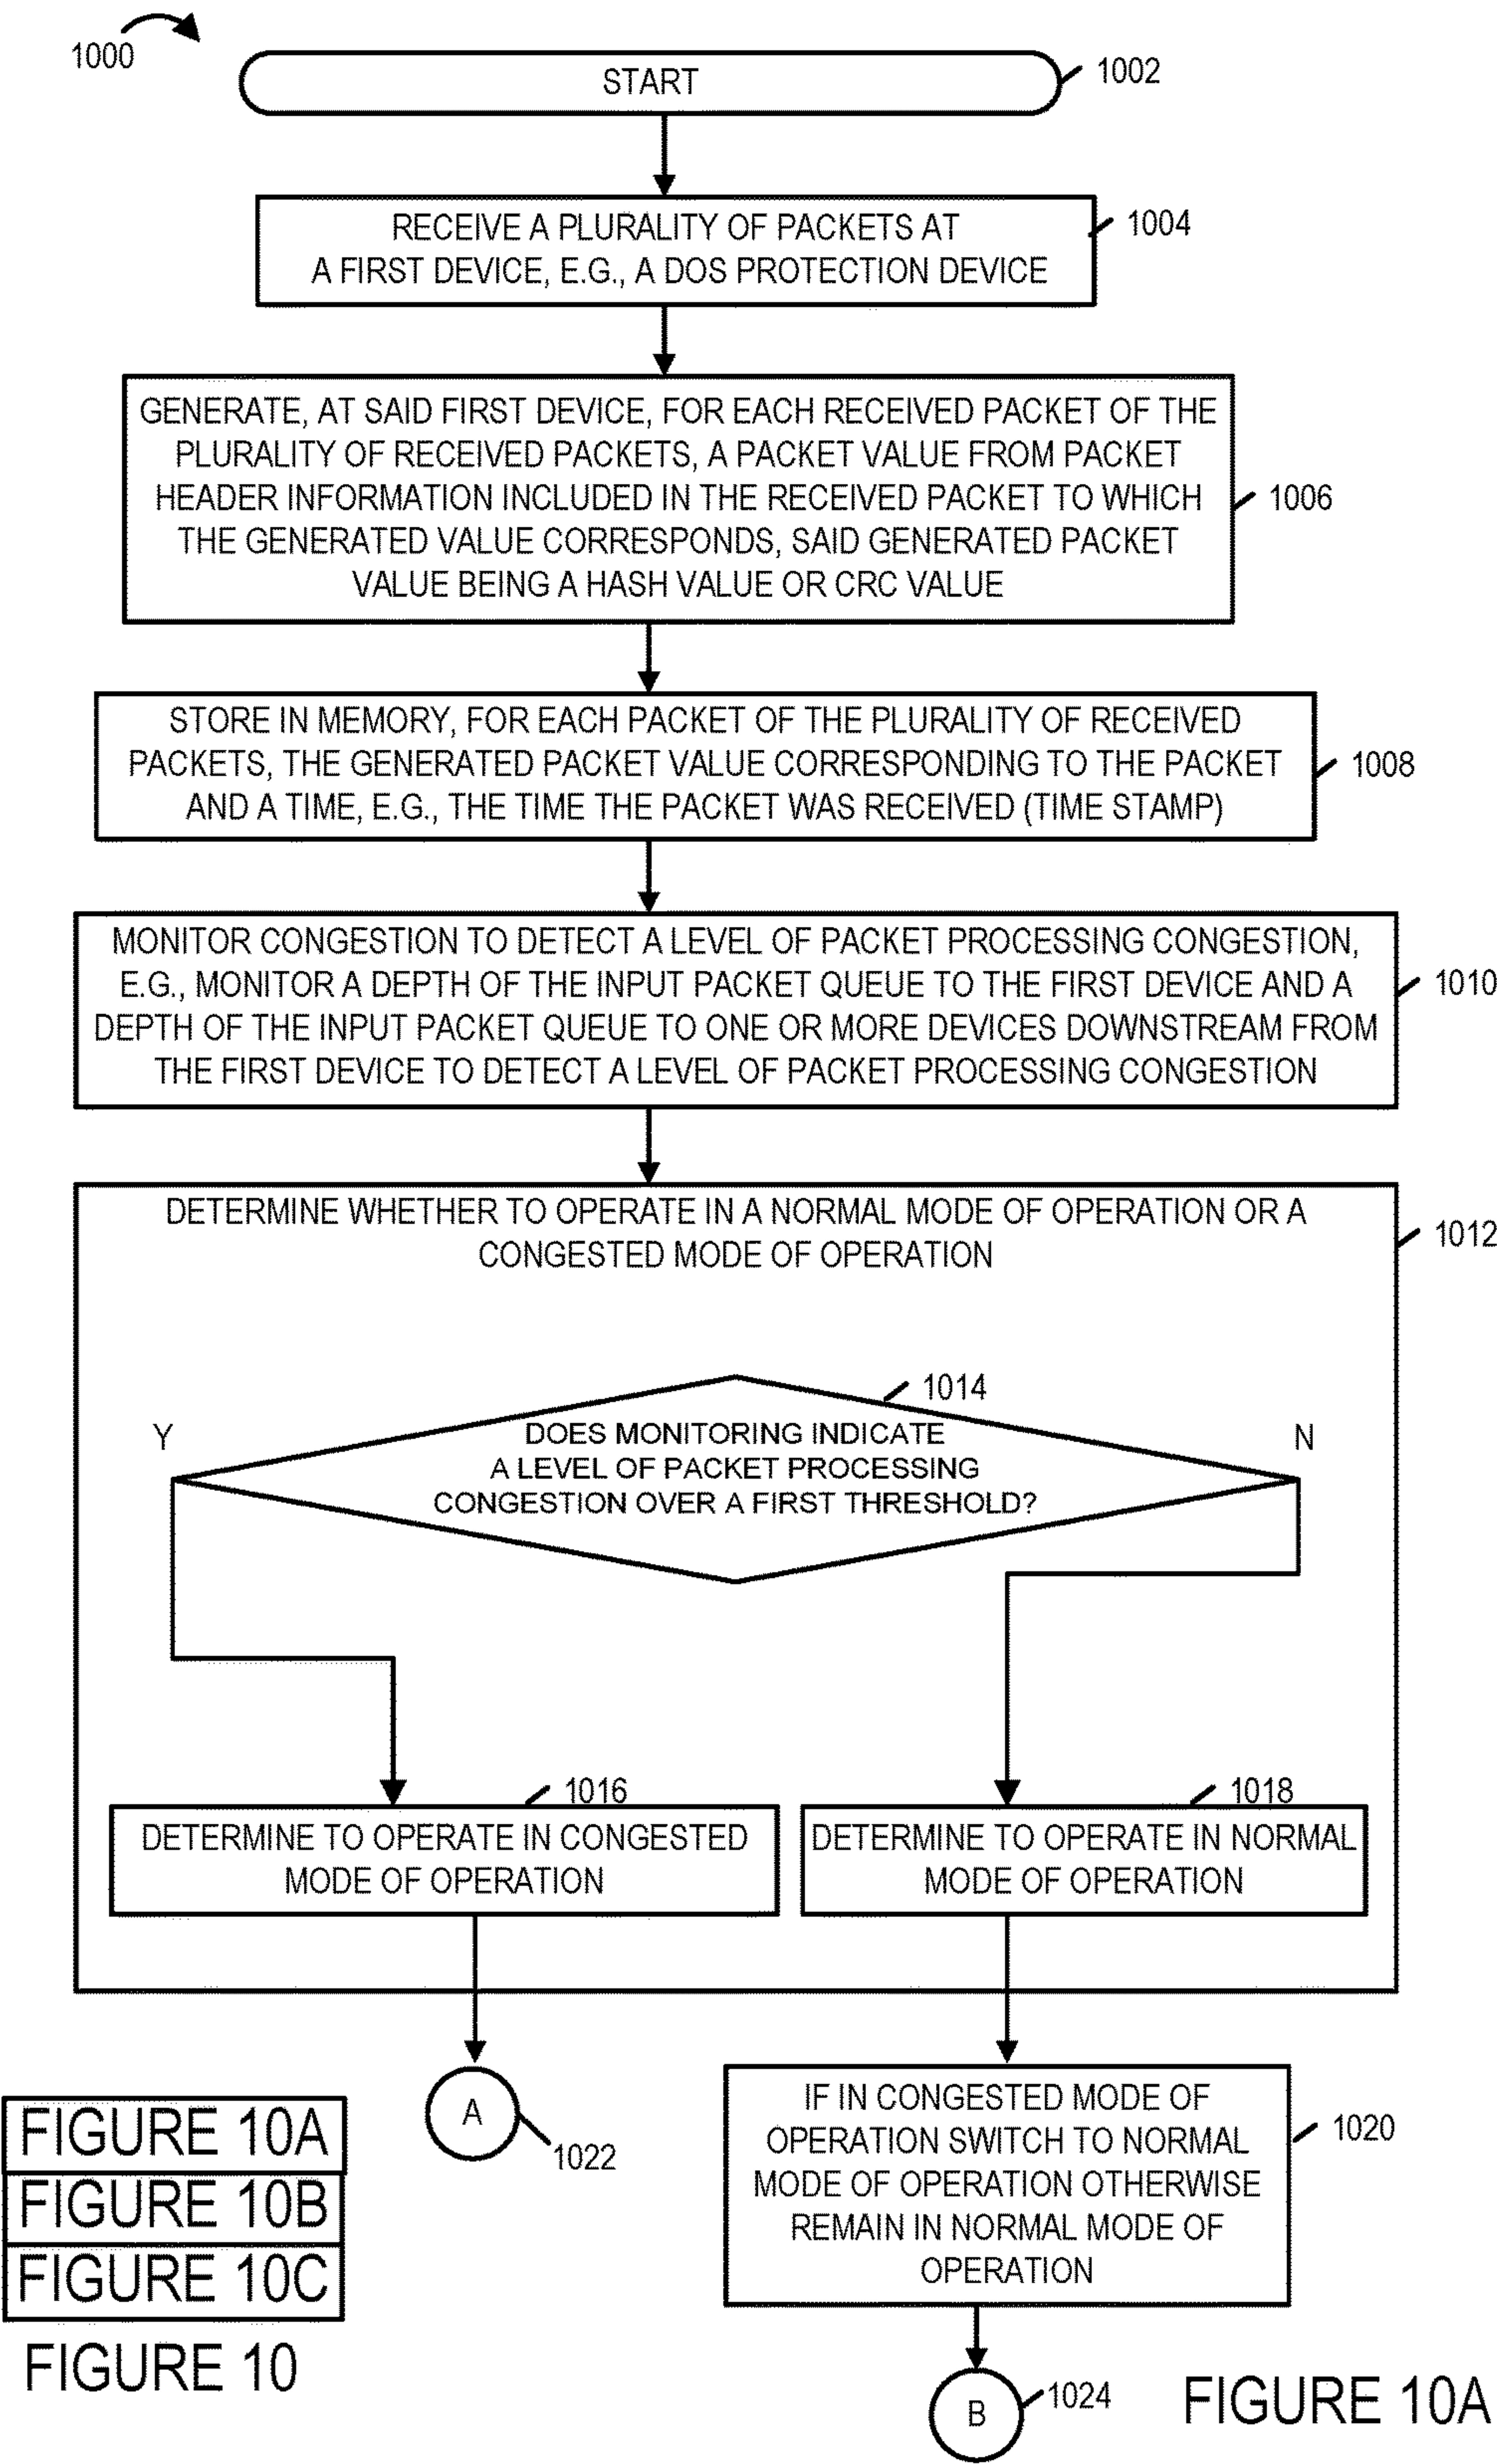 1000
START
1002
RECEIVE A PLURALITY OF PACKETS AT
A FIRST DEVICE, E.G., A DOS PROTECTION DEVICE
1004
GENERATE, AT SAID FIRST DEVICE, FOR EACH RECEIVED PACKET OF THE
PLURALITY OF RECEIVED PACKETS, A PACKET VALUE FROM PACKET
HEADER INFORMATION INCLUDED IN THE RECEIVED PACKET TO WHICH
THE GENERATED VALUE CORRESPONDS, SAID GENERATED PACKET
VALUE BEING A HASH VALUE OR CRC VALUE
1006
STORE IN MEMORY, FOR EACH PACKET OF THE PLURALITY OF RECEIVED
PACKETS, THE GENERATED PACKET VALUE CORRESPONDING TO THE PACKET
AND A TIME, E.G., THE TIME THE PACKET WAS RECEIVED (TIME STAMP)
1008
MONITOR CONGESTION TO DETECT A LEVEL OF PACKET PROCESSING CONGESTION,
E.G., MONITOR A DEPTH OF THE INPUT PACKET QUEUE TO THE FIRST DEVICE AND A
DEPTH OF THE INPUT PACKET QUEUE TO ONE OR MORE DEVICES DOWNSTREAM FROM
THE FIRST DEVICE TO DETECT A LEVEL OF PACKET PROCESSING CONGESTION
1010
DETERMINE WHETHER TO OPERATE IN A NORMAL MODE OF OPERATION OR A
CONGESTED MODE OF OPERATION
1012
1014
Y
DOES MONITORING INDICATE
A LEVEL OF PACKET PROCESSING
CONGESTION OVER A FIRST THRESHOLD?
N
1016
DETERMINE TO OPERATE IN CONGESTED
MODE OF OPERATION
1018
DETERMINE TO OPERATE IN NORMAL
MODE OF OPERATION
A
1022
IF IN CONGESTED MODE OF
OPERATION SWITCH TO NORMAL
MODE OF OPERATION OTHERWISE
REMAIN IN NORMAL MODE OF
OPERATION
1020
B
1024
FIGURE 10A
FIGURE 10B
FIGURE 10C
FIGURE 10
FIGURE 10A